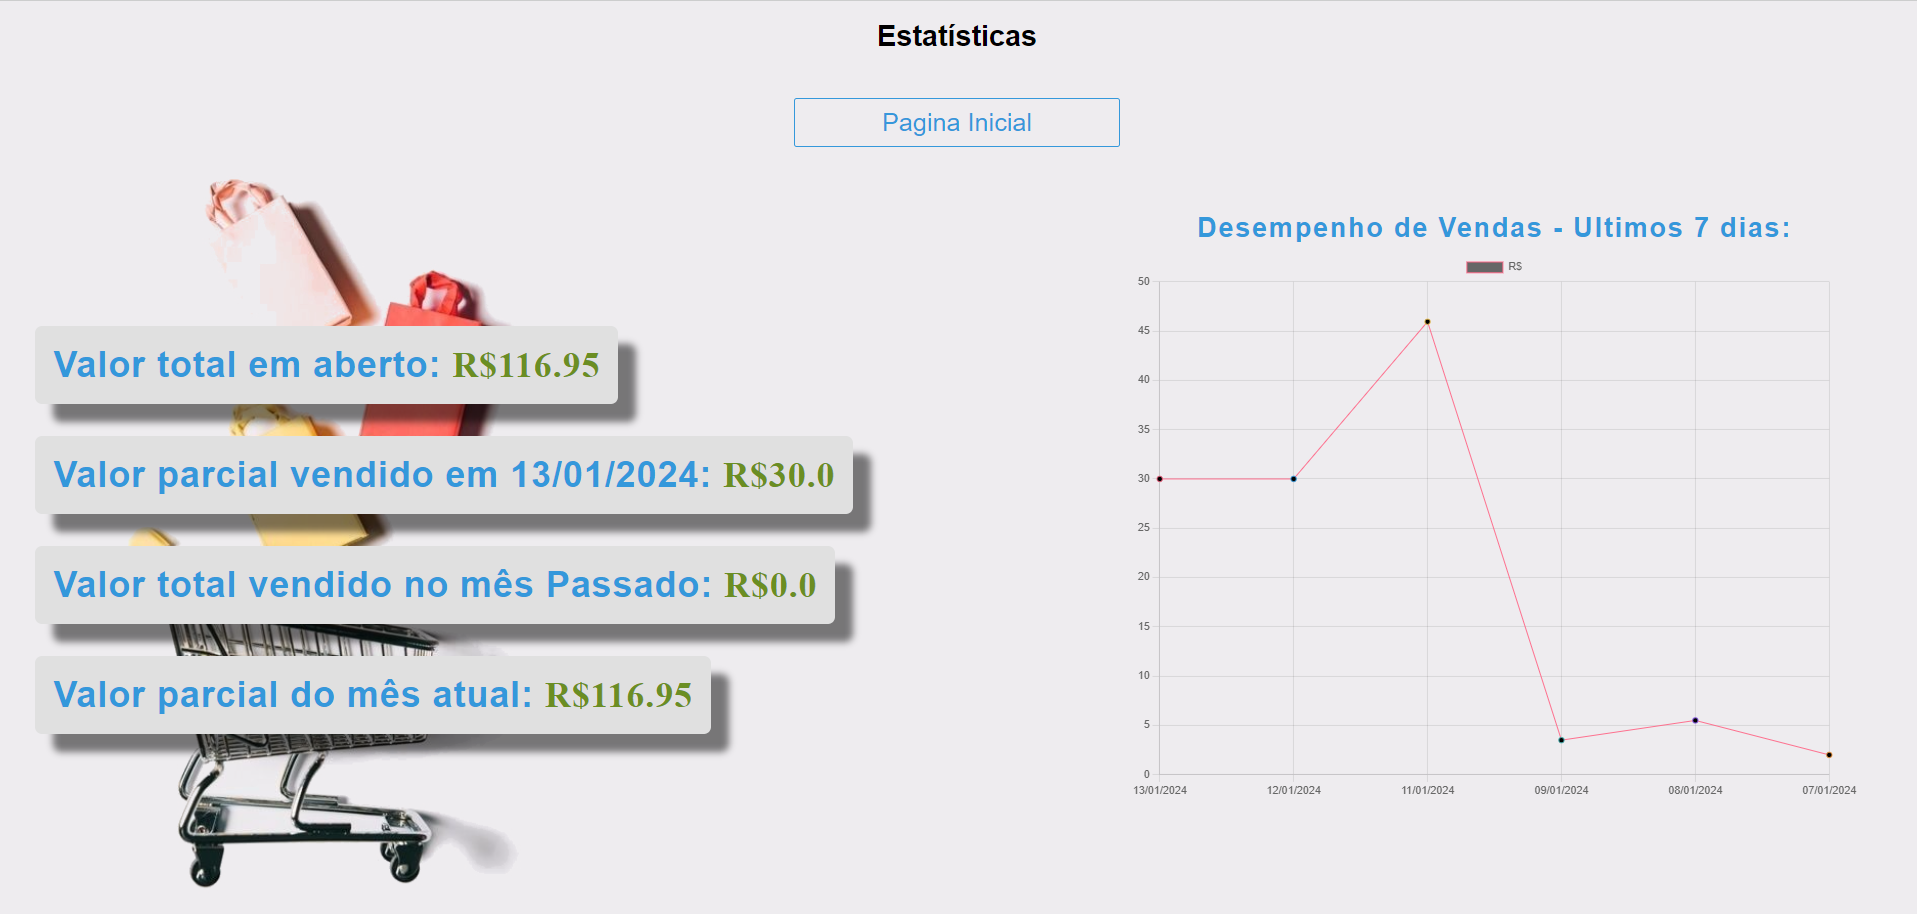 Estatísticas
Pagina Inicial
Valor total em aberto: R$116.95
Valor parcial vendido em 13/01/2024: R$30.0
Valor total vendido no mês Passado: R$0.0
Valor parcial do mês atual: R$116.95
Desempenho de Vendas - Ultimos 7 dias:
R$
50
45
40
35
30
25
20
15
10
5
0
13/01/2024 12/01/2024 11/01/2024 09/01/2024 08/01/2024 07/01/2024